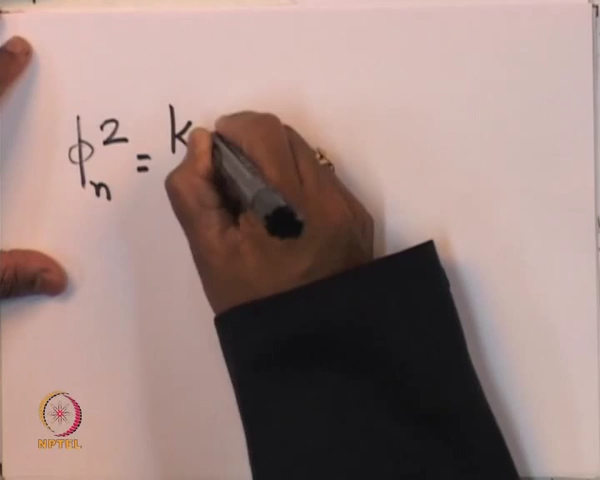 ϕₙ² = k
NPTEL